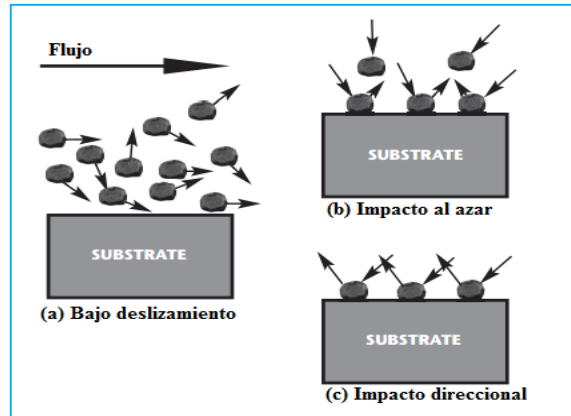 Flujo
SUBSTRATE
(a) Bajo deslizamiento
SUBSTRATE
(b) Impacto al azar
SUBSTRATE
(c) Impacto direccional